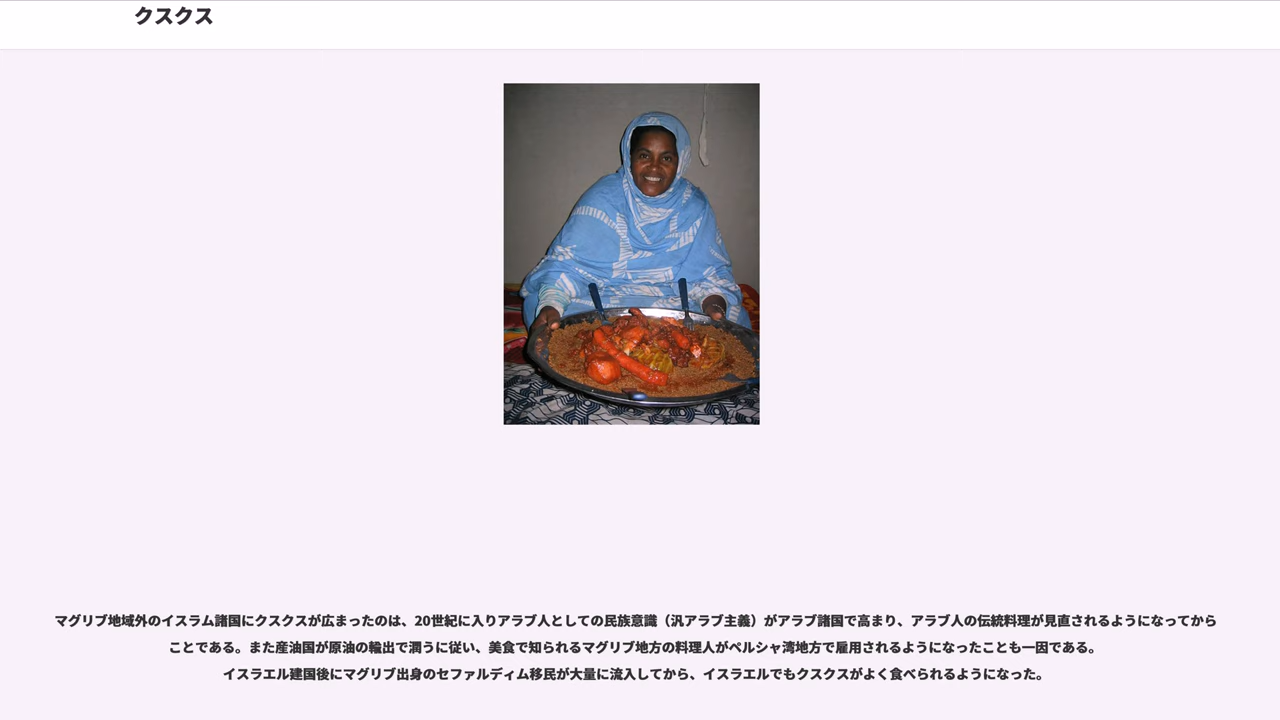 クスクス
マグリブ地域外のイスラム諸国にクスクスが広まったのは、20世紀に入りアラブ人としての民族意識（汎アラブ主義）がアラブ諸国で高まり、アラブ人の伝統料理が見直されるようになってから
ことである。また産油国が原油の輸出で潤うに従い、美食で知られるマグリブ地方の料理人がペルシャ湾地方で雇用されるようになったことも一因である。
イスラエル建国後にマグリブ出身のセファルディム移民が大量に流入してから、イスラエルでもクスクスがよく食べられるようになった。